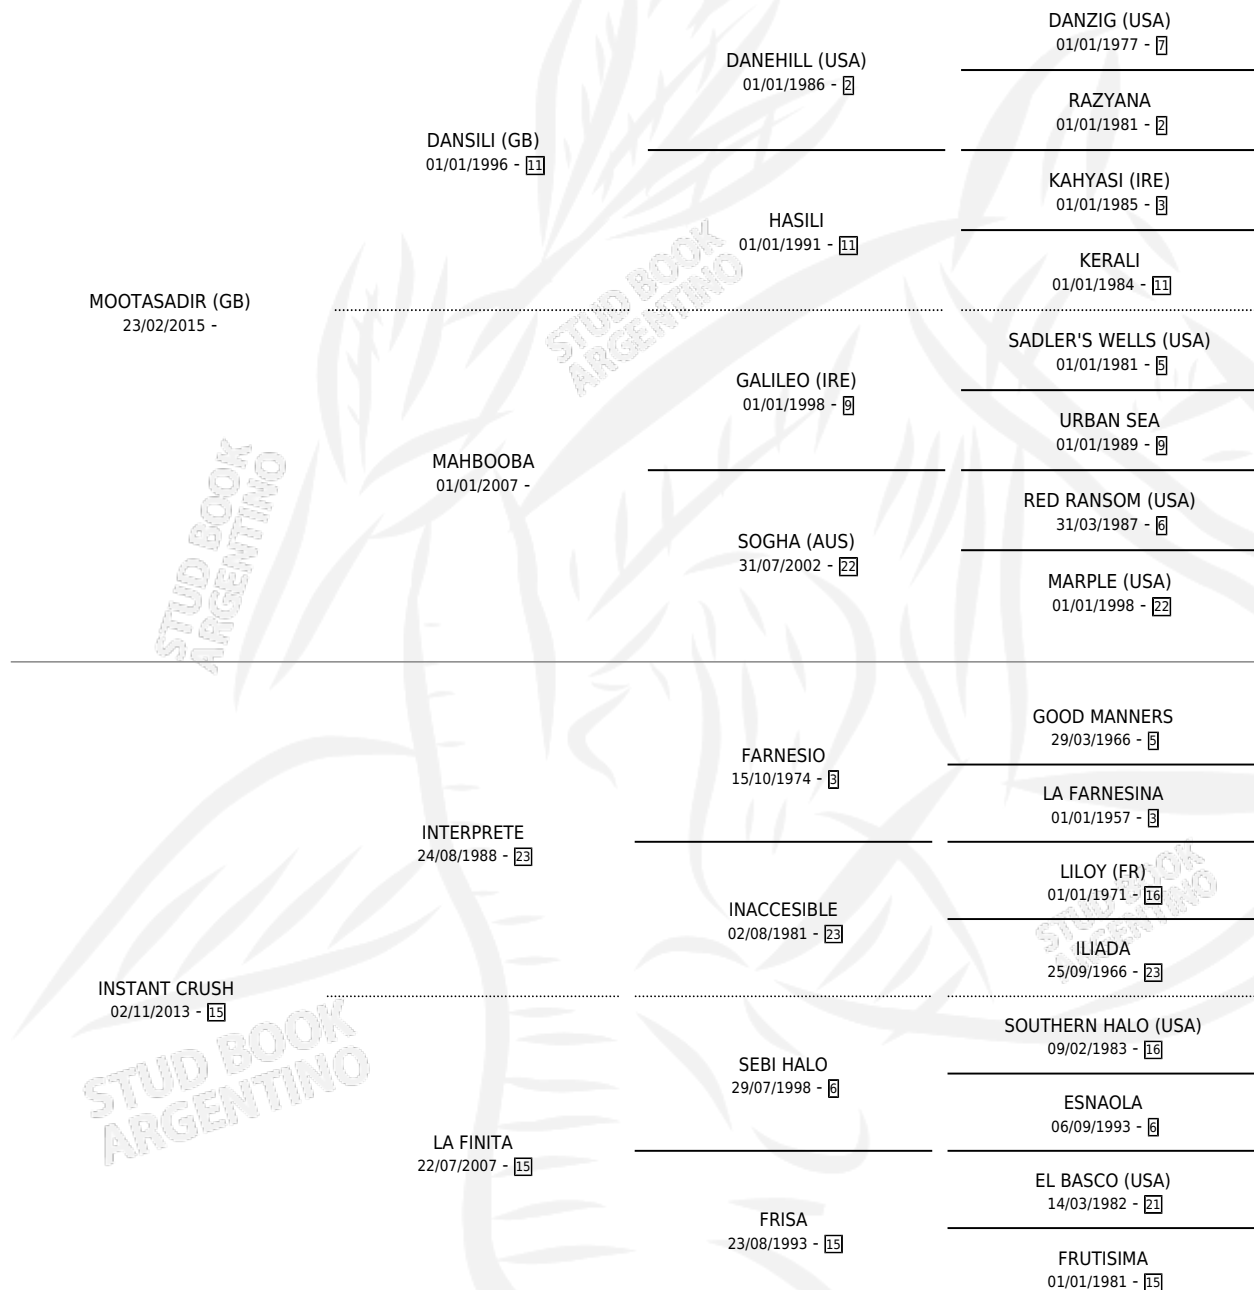 DANZIG (USA)
01/01/1977 - 7
DANEHILL (USA)
01/01/1986 - 2
RAZYANA
01/01/1981 - 2
DANSILI (GB)
01/01/1996 - 11
KAHYASI (IRE)
01/01/1985 - 3
HASILI
01/01/1991 - 11
KERALI
01/01/1984 - 11
MOOTASADIR (GB)
23/02/2015 -
SADLER'S WELLS (USA)
01/01/1981 - 5
GALILEO (IRE)
01/01/1998 - 9
URBAN SEA
01/01/1989 - 9
MAHBOOBA
01/01/2007 -
RED RANSOM (USA)
31/03/1987 - 6
SOGHA (AUS)
31/07/2002 - 22
MARPLE (USA)
01/01/1998 - 22
STUD BOOK
ARGENTINO
STUD BOOK
ARGENTINO
GOOD MANNERS
29/03/1966 - 5
FARNESIO
15/10/1974 - 3
LA FARNESINA
01/01/1957 - 3
INTERPRETE
24/08/1988 - 23
LILOY (FR)
01/01/1971 - 16
INACCESIBLE
02/08/1981 - 23
ILIADA
25/09/1966 - 23
STUD BOOK
ARGENTINO
INSTANT CRUSH
02/11/2013 - 15
SOUTHERN HALO (USA)
09/02/1983 - 16
SEBI HALO
29/07/1998 - 6
ESNAOLA
06/09/1993 - 6
LA FINITA
22/07/2007 - 15
EL BASCO (USA)
14/03/1982 - 21
FRISA
23/08/1993 - 15
FRUTISIMA
01/01/1981 - 15
STUD BOOK
ARGENTINO